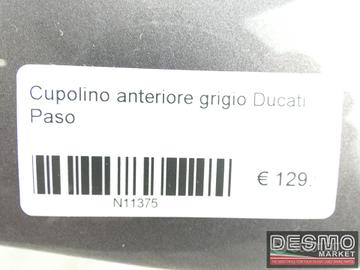 Cupolino anteriore grigio Ducati
Paso
N11375
€ 129.
DESMO
MARKET